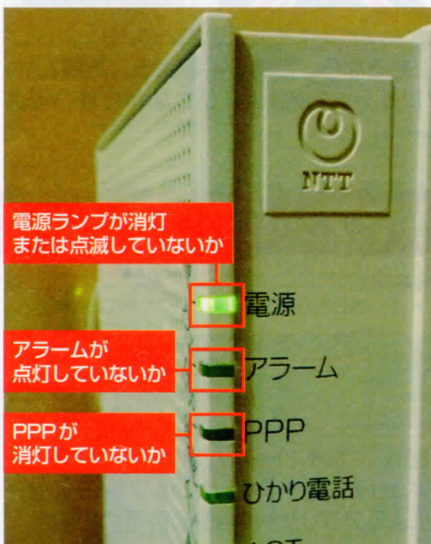 NTT
電源ランプが消灯
または点滅していないか
電源
アラームが
点灯していないか
アラーム
PPPが
消灯していないか
PPP
ひかり電話